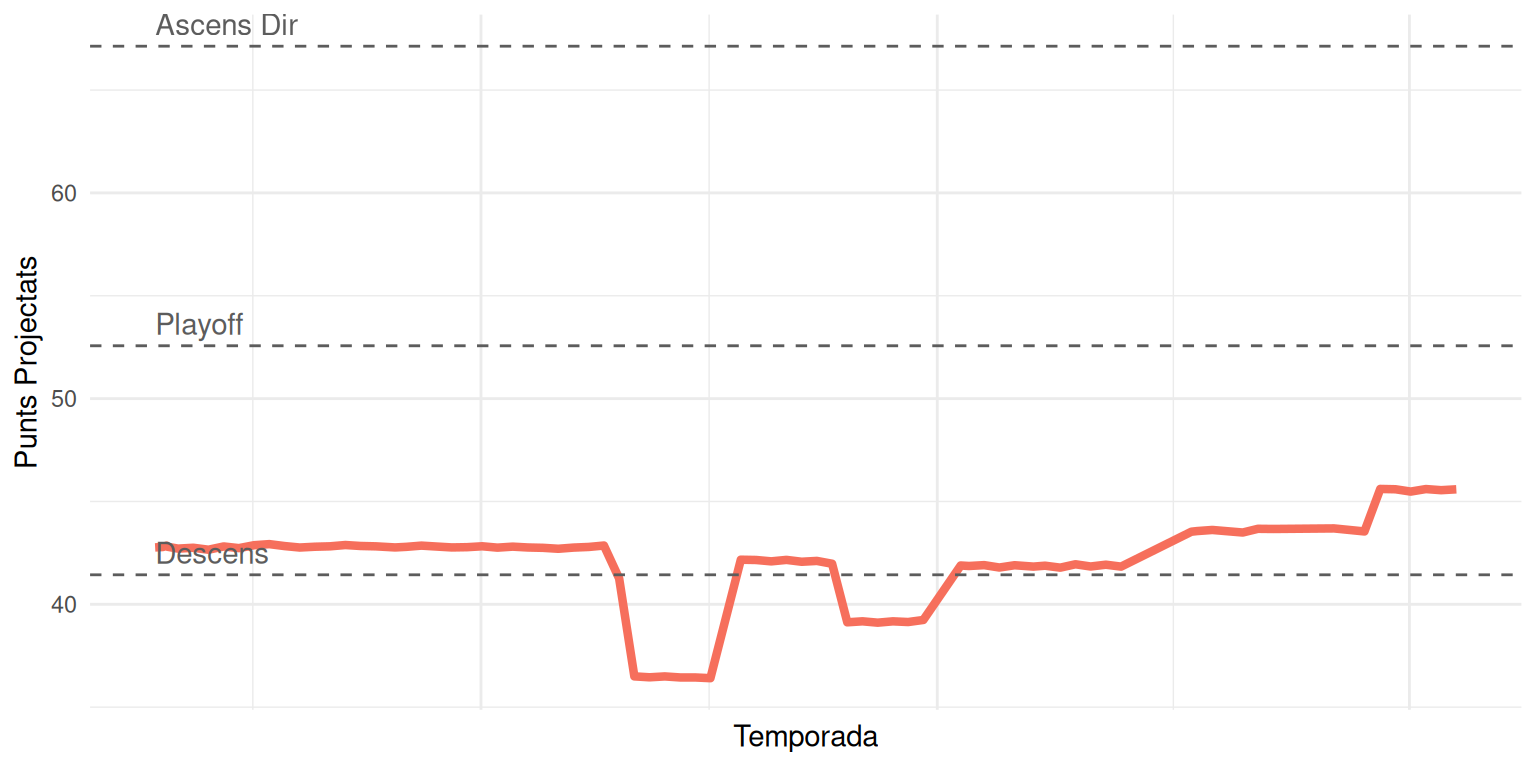 Ascens Dir
60
Playoff
50
Descens
40
Punts Projectats
Temporada